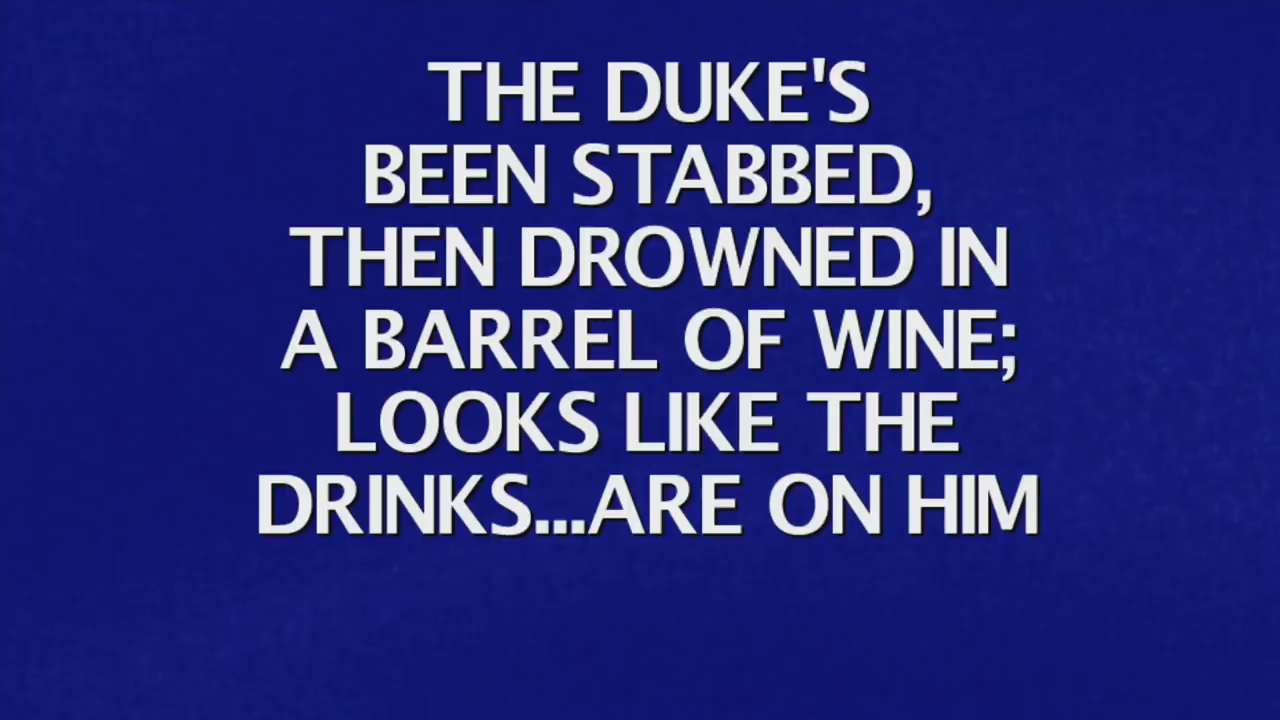 THE DUKE'S
BEEN STABBED,
THEN DROWNED IN
A BARREL OF WINE;
LOOKS LIKE THE
DRINKS...ARE ON HIM